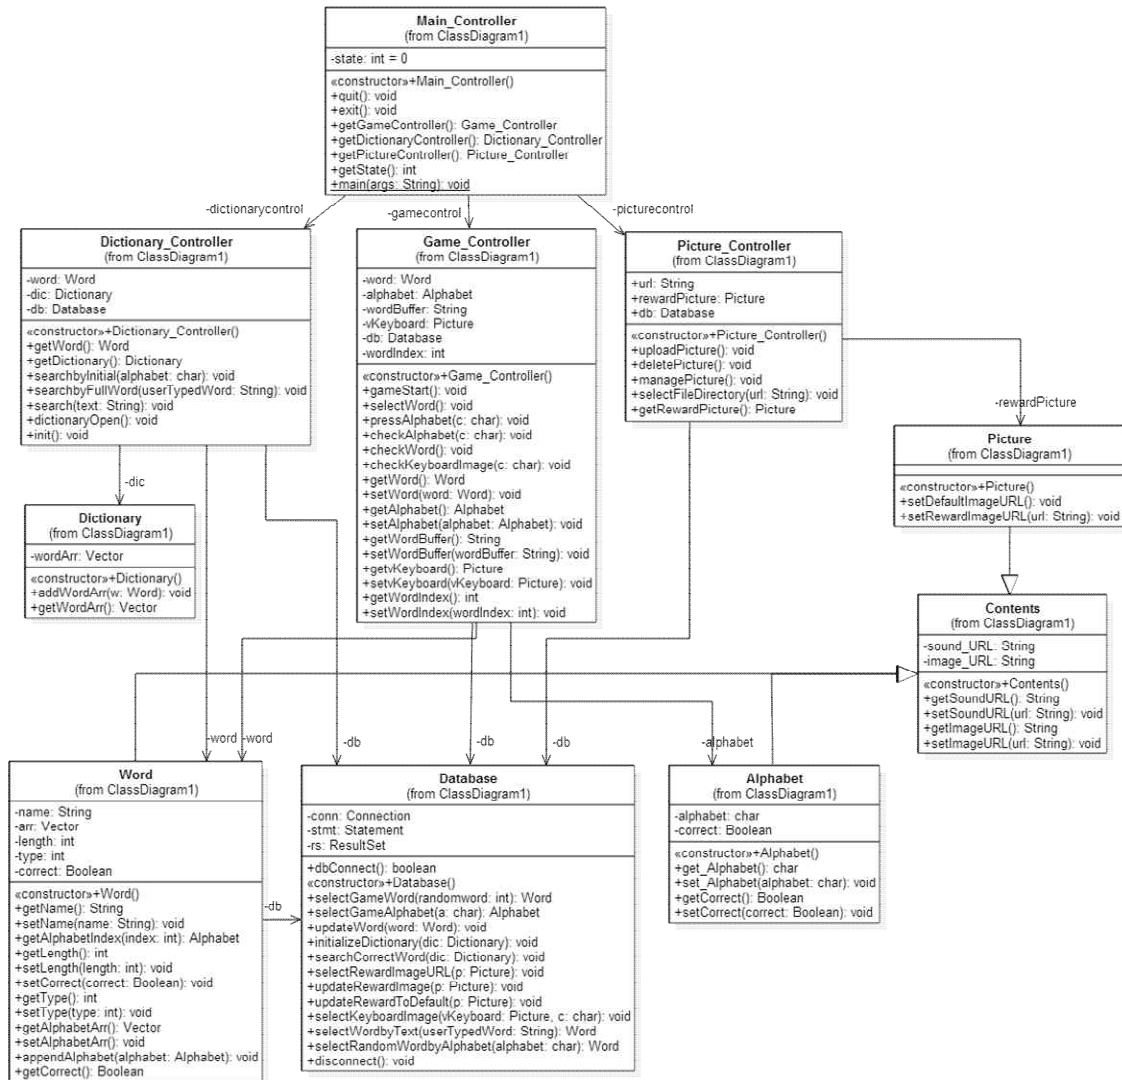 Main_Controller
(from ClassDiagram1)
-state: int = 0
«constructor»+Main_Controller()
+quit(): void
+exit(): void
+getGameController(): Game_Controller
+getDictionaryController(): Dictionary_Controller
+getPictureController(): Picture_Controller
+getState(): int
+main(args: String): void
-dictionarycontrol
-gamecontrol
-picturecontrol
Dictionary_Controller
(from ClassDiagram1)
-word: Word
-dic: Dictionary
-db: Database
«constructor»+Dictionary_Controller()
+getWord(): Word
+getDictionary(): Dictionary
+searchbyInitial(alphabet: char): void
+searchbyFullWord(userTypedWord: String): void
+search(text: String): void
+dictionaryOpen(): void
+init(): void
Game_Controller
(from ClassDiagram1)
-word: Word
-alphabet: Alphabet
-wordBuffer: String
-vKeyboard: Picture
-db: Database
-wordIndex: int
«constructor»+Game_Controller()
+gameStart(): void
+selectWord(): void
+pressAlphabet(c: char): void
+checkAlphabet(c: char): void
+checkWord(): void
+checkKeyboardImage(c: char): void
+getWord(): Word
+setWord(word: Word): void
+getAlphabet(): Alphabet
+setAlphabet(alphabet: Alphabet): void
+getWordBuffer(): String
+setWordBuffer(wordBuffer: String): void
+getvKeyboard(): Picture
+setvKeyboard(vKeyboard: Picture): void
+getWordIndex(): int
+setWordIndex(wordIndex: int): void
Picture_Controller
(from ClassDiagram1)
+url: String
+rewardPicture: Picture
+db: Database
«constructor»+Picture_Controller()
+uploadPicture(): void
+deletePicture(): void
+managePicture(): void
+selectFileDirectory(url: String): void
+getRewardPicture(): Picture
-rewardPicture
Picture
(from ClassDiagram1)
«constructor»+Picture()
+setDefaultImageURL(): void
+setRewardImageURL(url: String): void
-dic
Dictionary
(from ClassDiagram1)
-wordArr: Vector
«constructor»+Dictionary()
+addWordArr(w: Word): void
+getWordArr(): Vector
Contents
(from ClassDiagram1)
-sound_URL: String
-image_URL: String
«constructor»+Contents()
+getSoundURL(): String
+setSoundURL(url: String): void
+getImageURL(): String
+setImageURL(url: String): void
-word
-word
-db
-db
-db
-alphabet
Word
(from ClassDiagram1)
-name: String
-arr: Vector
-length: int
-type: int
-correct: Boolean
«constructor»+Word()
+getName(): String
+setName(name: String): void
+getAlphabetIndex(index: int): Alphabet
+getLength(): int
+setLength(length: int): void
+setCorrect(correct: Boolean): void
+getType(): int
+setType(type: int): void
+getAlphabetArr(): Vector
+setAlphabetArr(): void
+appendAlphabet(alphabet: Alphabet): void
+getCorrect(): Boolean
-db
Database
(from ClassDiagram1)
-conn: Connection
-stmt: Statement
-rs: ResultSet
+dbConnect(): boolean
«constructor»+Database()
+selectGameWord(randomword: int): Word
+selectGameAlphabet(a: char): Alphabet
+updateWord(word: Word): void
+initializeDictionary(dic: Dictionary): void
+searchCorrectWord(dic: Dictionary): void
+selectRewardImageURL(p: Picture): void
+updateRewardImage(p: Picture): void
+updateRewardToDefault(p: Picture): void
+selectKeyboardImage(vKeyboard: Picture, c: char): void
+selectWordbyText(userTypedWord: String): Word
+selectRandomWordbyAlphabet(alphabet: char): Word
+disconnect(): void
Alphabet
(from ClassDiagram1)
-alphabet: char
-correct: Boolean
«constructor»+Alphabet()
+get_Alphabet(): char
+set_Alphabet(alphabet: char): void
+getCorrect(): Boolean
+setCorrect(correct: Boolean): void